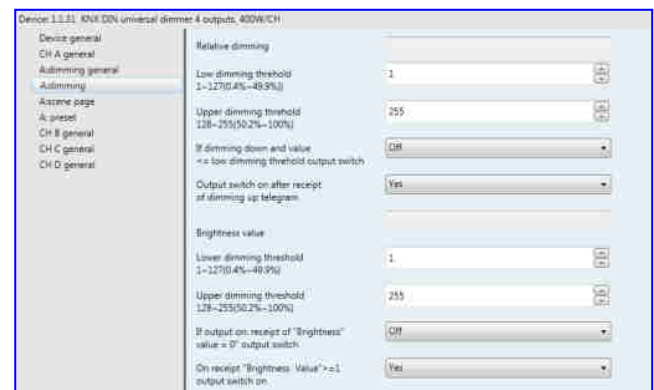 Device: 1.1.31 KNX DIN universal dimmer 4 outputs, 400W/CH
Device general
CH A general
A:dimming general
A:dimming
A:scene page
A: preset
CH B general
CH C general
CH D general
Relative dimming
Low dimming threhold
1~127(0.4%~49.9%))
1
Upper dimming threhold
128~255(50.2%~100%)
255
If dimming down and value
<= low dimming threhold output switch
Off
Output switch on after receipt
of dimming up telegram
Yes
Brightness value
Lower dimming threshold
1~127(0.4%~49.9%)
1
Upper dimming threshold
128~255(50.2%~100%)
255
If output on: receipt of "Brightness"
value = 0" output switch
Off
On receipt "Brightness Value">=1
output switch on
Yes